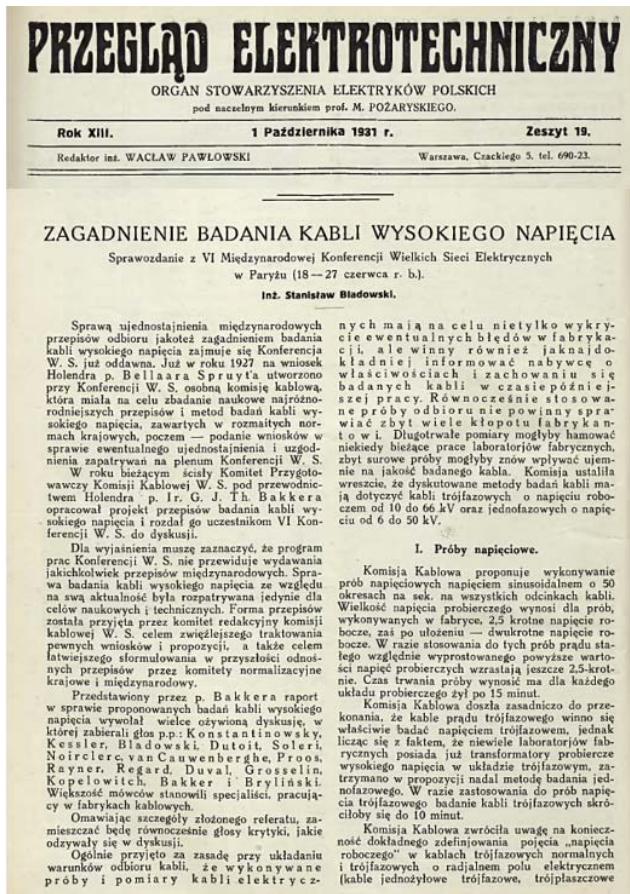 PRZEGLĄD ELEKTROTECHNICZNY
ORGAN STOWARZYSZENIA ELEKTRYKÓW POLSKICH
pod naczelnym kierunkiem prof. M. POŻARYSKIEGO.
Rok XIII. 1 Października 1931 r. Zeszyt 19.
Redaktor inż. WACŁAW PAWŁOWSKI Warszawa, Czackiego 5, tel. 690-23.
ZAGADNIENIE BADANIA KABLI WYSOKIEGO NAPIĘCIA
Sprawozdanie z VI Międzynarodowej Konferencji Wielkich Sieci Elektrycznych
w Paryżu (18 — 27 czerwca r. b.).
Inż. Stanisław Bladowski.
Sprawą ujednostajnienia międzynarodowych
przepisów odbioru jakoteż zagadnieniem badania
kabli wysokiego napięcia zajmuje się Konferencja
W. S. już oddawna. Już w roku 1927 na wniosek
Holendra p. Bellaara Spruyt'a utworzono
przy Konferencji W. S. osobną komisję kablową,
która miała na celu zbadanie naukowe najróżno-
rodniejszych przepisów i metod badań kabli wy-
sokiego napięcia, zawartych w rozmaitych nor-
mach krajowych, poczem — podanie wniosków w
sprawie ewentualnego ujednostajnienia i uzgod-
nienia zapatrywań na plenum Konferencji W. S.
W roku bieżącym ścisły Komitet Przygoto-
wawczy Komisji Kablowej W. S. pod przewodnic-
twem Holendra p. Ir. G. J. Th. Bakkera
opracował projekt przepisów badania kabli wy-
sokiego napięcia i rozdał go uczestnikom VI Kon-
ferencji W. S. do dyskusji.
Dla wyjaśnienia muszę zaznaczyć, że program
prac Konferencji W. S. nie przewiduje wydawania
jakichkolwiek przepisów międzynarodowych. Spra-
wa badania kabli wysokiego napięcia ze względu
na swą aktualność była rozpatrywana jedynie dla
celów naukowych i technicznych. Forma przepisów
została przyjęta przez komitet redakcyjny komisji
kablowej W. S. celem zwięźlejszego traktowania
pewnych wniosków i propozycji, a także celem
łatwiejszego sformułowania w przyszłości odnoś-
nych przepisów przez komitety normalizacyjne
krajowe i międzynarodowy.
Przedstawiony przez p. Bakkera raport
w sprawie proponowanych badań kabli wysokiego
napięcia wywołał wielce ożywioną dyskusję, w
której zabierali głos p.p.: Konstantinowsky,
Kessler, Bladowski, Dutoit, Soleri,
Noirclerc, van Cauwenberghe, Proos,
Rayner, Regard, Duval, Grosselin,
Kopelowitch, Bakker i Bryliński.
Większość mówców stanowili specjaliści, pracują-
cy w fabrykach kablowych.
Omawiając szczegóły złożonego referatu, za-
mieszczać będę równocześnie głosy krytyki, jakie
odzywały się w dyskusji.
Ogólnie przyjęto za zasadę przy układaniu
warunków odbioru kabli, że wykonywane
próby i pomiary kabli elektrycz-
nych mają na celu nietylko wykry-
cie ewentualnych błędów w fabryka-
cji, ale winny również jaknajdo-
kładniej informować nabywcę o
właściwościach i zachowaniu się
badanych kabli w czasie później-
szej pracy. Równocześnie stosowa-
ne próby odbioru nie powinny spra-
wiać zbyt wiele kłopotu fabrykan-
towi. Długotrwałe pomiary mogłyby hamować
niekiedy bieżące prace laboratorjów fabrycznych,
zbyt surowe próby mogłyby znów wpływać ujem-
nie na jakość badanego kabla. Komisja ustaliła
wreszcie, że dyskutowane metody badań kabli ma-
ją dotyczyć kabli trójfazowych o napięciu robo-
czem od 10 do 66 kV oraz jednofazowych o napię-
ciu od 6 do 50 kV.
I. Próby napięciowe.
Komisja Kablowa proponuje wykonywanie
prób napięciowych napięciem sinusoidalnem o 50
okresach na sek. na wszystkich odcinkach kabli.
Wielkość napięcia probierczego wynosi dla prób,
wykonywanych w fabryce, 2,5 krotne napięcie ro-
bocze, zaś po ułożeniu — dwukrotne napięcie ro-
bocze. W razie stosowania do tych prób prądu sta-
łego względnie wyprostowanego powyższe warto-
ści napięć probierczych wzrastają jeszcze 2,5-krot-
nie. Czas trwania próby wynosić ma dla każdego
układu probierczego żył po 15 minut.
Komisja Kablowa doszła zasadniczo do prze-
konania, że kable prądu trójfazowego winno się
właściwie badać napięciem trójfazowem, jednak
licząc się z faktem, że niewiele laboratorjów fab-
rycznych posiada już transformatory probiercze
wysokiego napięcia w układzie trójfazowym, za-
trzymano w propozycji nadal metodę badania jed-
nofazowego. W razie zastosowania do prób napię-
cia trójfazowego badanie kabli trójfazowych skró-
ciłoby się do 10 minut.
Komisja Kablowa zwróciła uwagę na koniecz-
ność dokładnego zdefinjowania pojęcia „napięcia
roboczego" w kablach trójfazowych normalnych
i trójfazowych o radjalnem polu elektrycznem
(kable jednożyłowe trójfazowe, trójpłaszczowe